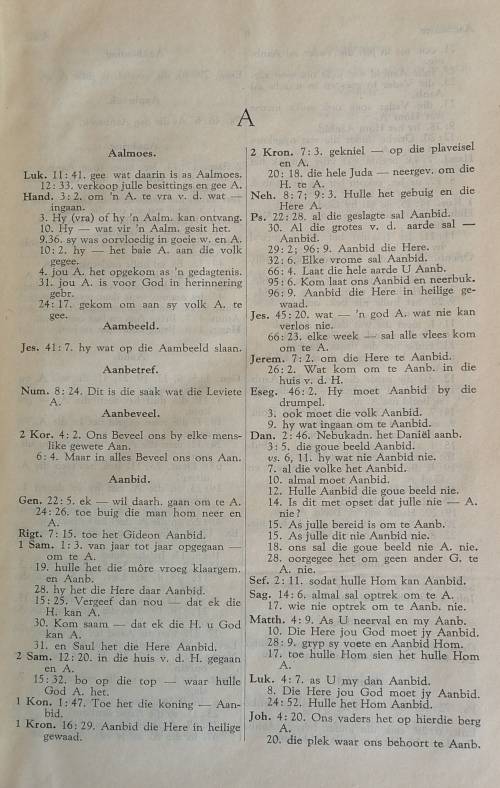 A
Aalmoes.
Luk. 11: 41. gee wat daarin is as Aalmoes.
12: 33. verkoop julle besittings en gee A.
Hand. 3: 2. om 'n A. te vra v. d. wat —
ingaan.
3. Hy (vra) of hy 'n Aalm. kan ontvang.
10. Hy — wat vir 'n Aalm. gesit het.
9.36. sy was oorvloedig in goeie w. en A.
10: 2. hy — het baie A. aan die volk
gegee.
4. jou A. het opgekom as 'n gedagtenis.
31. jou A. is voor God in herinnering
gebr.
24: 17. gekom om aan sy volk A. te
gee.
Aambeeld.
Jes. 41: 7. hy wat op die Aambeeld slaan.
Aanbetref.
Num. 8: 24. Dit is die saak wat die Leviete
A.
Aanbeveel.
2 Kor. 4: 2. Ons Beveel ons by elke mens-
like gewete Aan.
6: 4. Maar in alles Beveel ons ons Aan.
Aanbid.
Gen. 22: 5. ek — wil daarh. gaan om te A.
24: 26. toe buig die man hom neer en
A.
Rigt. 7: 15. toe het Gideon Aanbid.
1 Sam. 1: 3. van jaar tot jaar opgegaan —
om te A.
19. hulle het die môre vroeg klaargem.
en Aanb.
28. hy het die Here daar Aanbid.
15: 25. Vergeef dan nou — dat ek die
H. kan A.
30. Kom saam — dat ek die H. u God
kan A.
31. en Saul het die Here Aanbid.
2 Sam. 12: 20. in die huis v. d. H. gegaan
en A.
15: 32. bo op die top — waar hulle
God A. het.
1 Kon. 1: 47. Toe het die koning — Aan-
bid.
1 Kron. 16: 29. Aanbid die Here in heilige
gewaad.
2 Kron. 7: 3. gekniel — op die plaveisel
en A.
20: 18. die hele Juda — neergev. om die
H. te A.
Neh. 8: 7; 9: 3. Hulle het gebuig en die
Here A.
Ps. 22: 28. al die geslagte sal Aanbid.
30. Al die grotes v. d. aarde sal —
Aanbid.
29: 2; 96: 9. Aanbid die Here.
32: 6. Elke vrome sal Aanbid.
66: 4. Laat die hele aarde U Aanb.
95: 6. Kom laat ons Aanbid en neerbuk.
96: 9. Aanbid die Here in heilige ge-
waad.
Jes. 45: 20. wat — 'n god A. wat nie kan
verlos nie.
66: 23. elke week — sal alle vlees kom
om te A.
Jerem. 7: 2. om die Here te Aanbid.
26: 2. Wat kom om te Aanb. in die
huis v. d. H.
Eseg. 46: 2. Hy moet Aanbid by die
drumpel.
3. ook moet die volk Aanbid.
9. hy wat ingaan om te Aanbid.
Dan. 2: 46. Nebukadn. het Daniël aanb.
3: 5. die goue beeld Aanbid.
vs. 6, 11. hy wat nie Aanbid nie.
7. al die volke het Aanbid.
10. almal moet Aanbid.
12. Hulle Aanbid die goue beeld nie.
14. Is dit met opset dat julle nie — A.
nie?
15. As julle bereid is om te Aanb.
15. As julle dit nie Aanbid nie.
18. ons sal die goue beeld nie A. nie.
28. oorgegee het om geen ander G. te
A. nie.
Sef. 2: 11. sodat hulle Hom kan Aanbid.
Sag. 14: 6. almal sal optrek om te A.
17. wie nie optrek om te Aanb. nie.
Matth. 4: 9. As U neerval en my Aanb.
10. Die Here jou God moet jy Aanbid.
28: 9. gryp sy voete en Aanbid Hom.
17. toe hulle Hom sien het hulle Hom
A.
Luk. 4: 7. as U my dan Aanbid.
8. Die Here jou God moet jy Aanbid.
24: 52. Hulle het Hom Aanbid.
Joh. 4: 20. Ons vaders het op hierdie berg
A.
20. die plek waar ons behoort te Aanb.